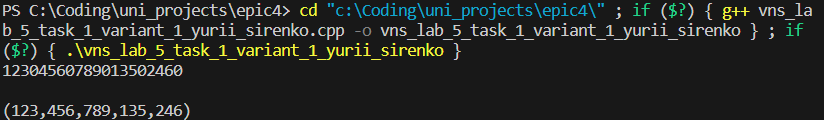 PS C:\Coding\uni_projects\epic4> cd "c:\Coding\uni_projects\epic4\" ; if ($?) { g++ vns_la
b_5_task_1_variant_1_yurii_sirenko.cpp -o vns_lab_5_task_1_variant_1_yurii_sirenko } ; if
($?) { .\vns_lab_5_task_1_variant_1_yurii_sirenko }
12304560789013502460
(123,456,789,135,246)